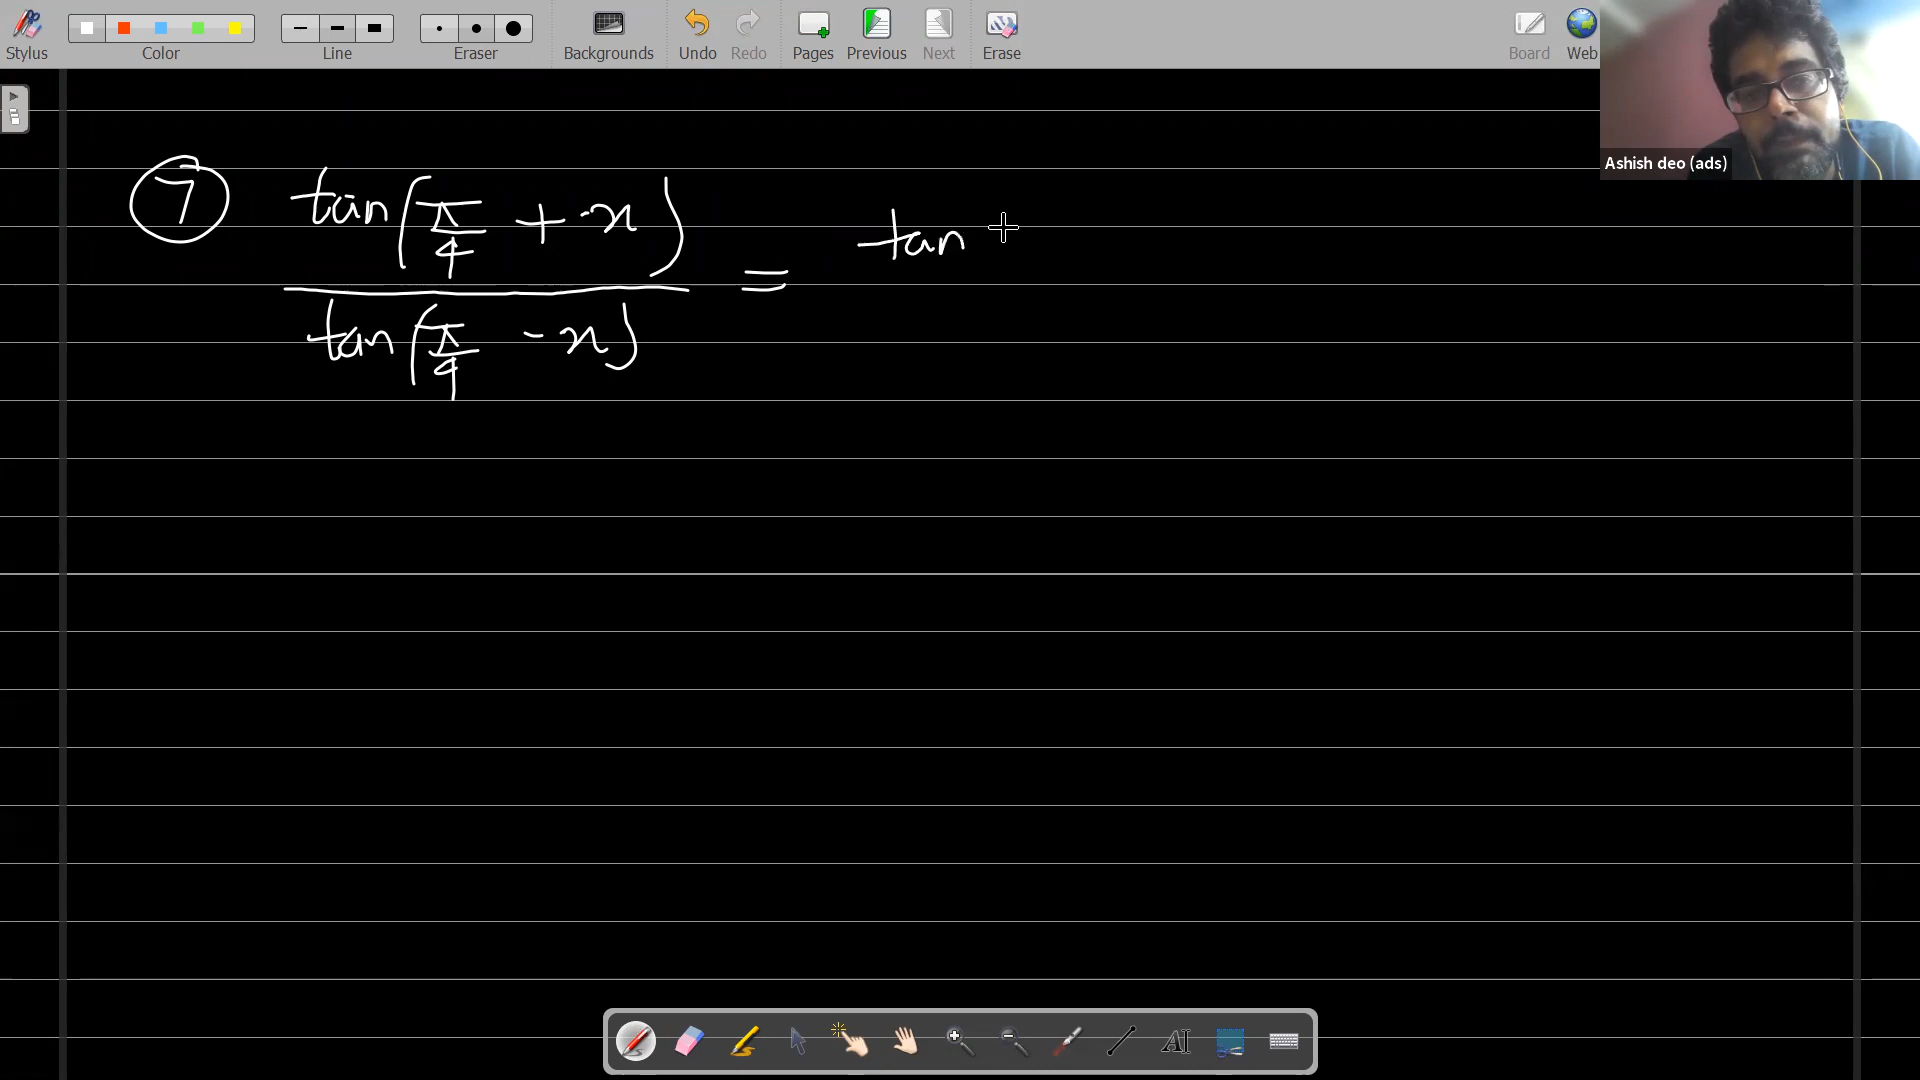 Stylus Color Line Eraser Backgrounds Undo Redo Pages Previous Next Erase Board Web
Ashish deo (ads)
7 tan(π/4 + x) / tan(π/4 - x) = tan